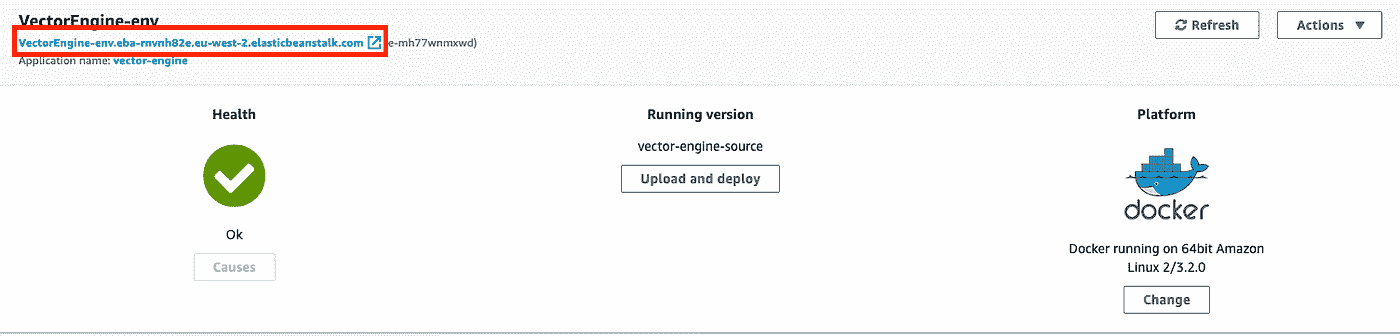 VectorEngine-env
VectorEngine-env.eba-rnvnh82e.eu-west-2.elasticbeanstalk.com e-mh77wnmxwd)
Refresh
Actions
Application name: vector-engine
Health
Running version
Platform
vector-engine-source
Upload and deploy
docker
Ok
Causes
Docker running on 64bit Amazon
Linux 2/3.2.0
Change